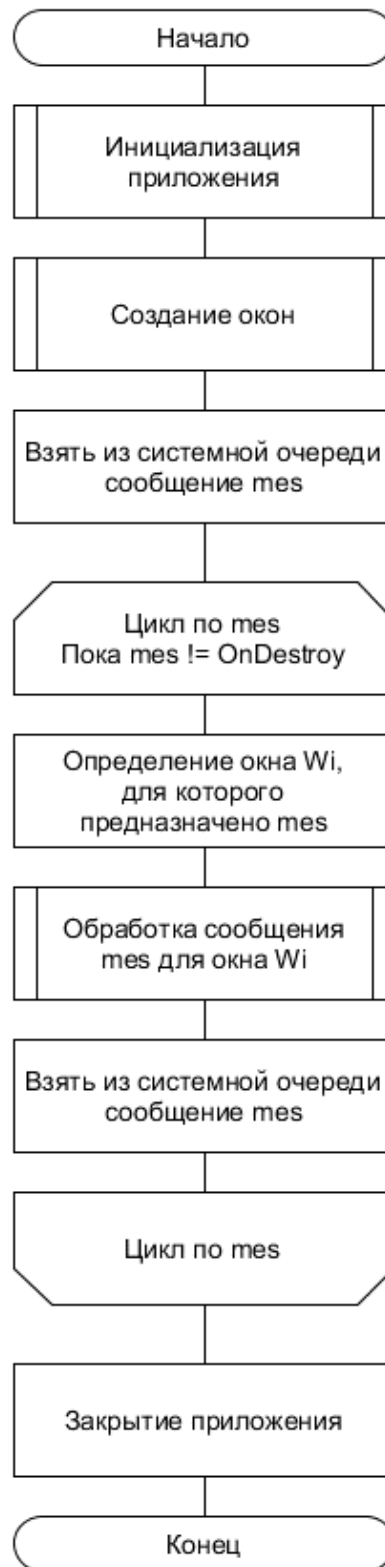 Начало
Инициализация
приложения
Создание окон
Взять из системной очереди
сообщение mes
Цикл по mes
Пока mes != OnDestroy
Определение окна Wi,
для которого
предназначено mes
Обработка сообщения
mes для окна Wi
Взять из системной очереди
сообщение mes
Цикл по mes
Закрытие приложения
Конец